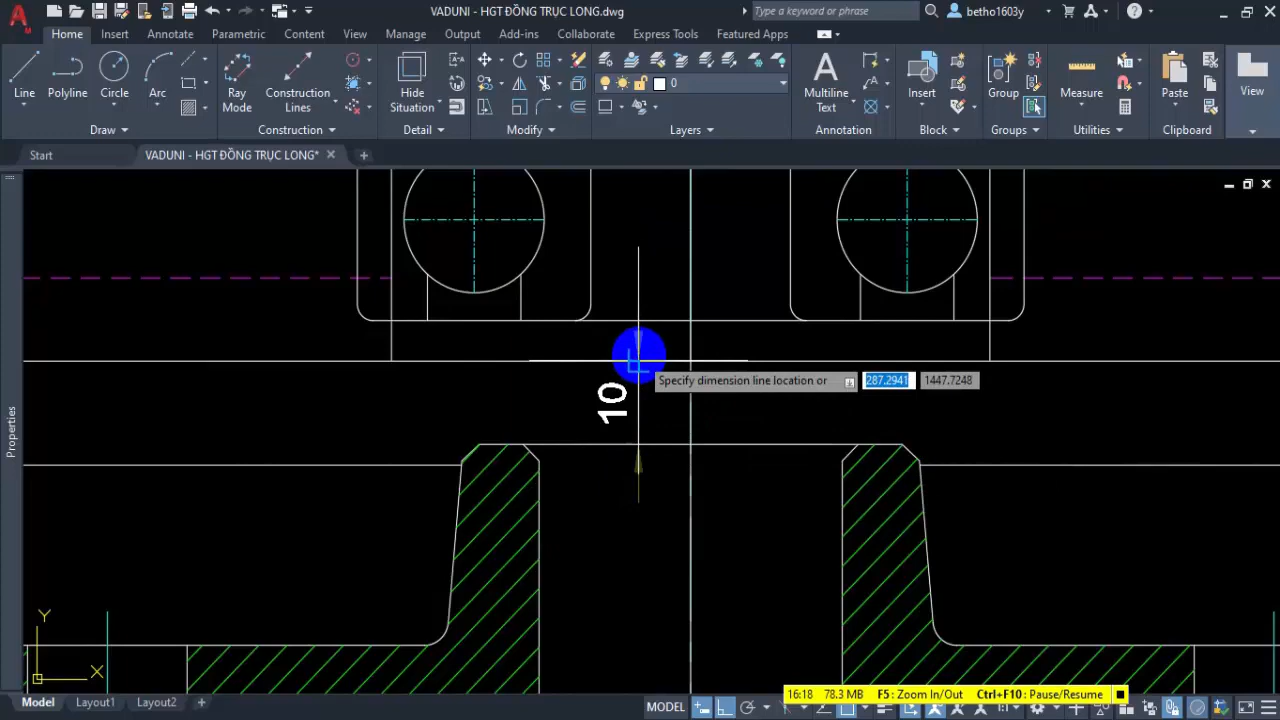 VADUNI - HGT ĐỒNG TRỤC LONG.dwg
Type a keyword or phrase
betho1603y
Home Insert Annotate Parametric Content View Manage Output Add-ins Collaborate Express Tools Featured Apps
Line Polyline Circle Arc
Ray Mode
Construction Lines
Hide Situation
0
Multiline Text
Insert
Group
Measure
Paste
View
Draw Construction Detail Modify Layers Annotation Block Groups Utilities Clipboard
Start
VADUNI - HGT ĐỒNG TRỤC LONG*
Specify dimension line location or 287.2941 1447.7248
10
Properties
Y
X
16:18 78.3 MB F5: Zoom In/Out Ctrl+F10: Pause/Resume
Model Layout1 Layout2
MODEL
1:1